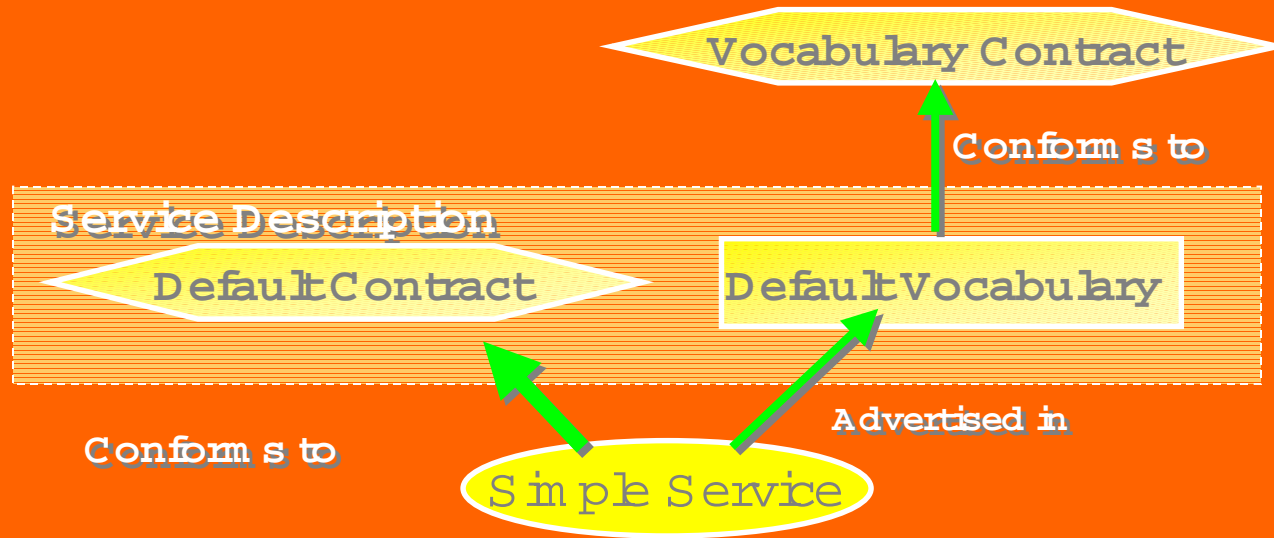 Vocabulary Contract
Conforms to
Service Description
Default Contract
Default Vocabulary
Advertised in
Conforms to
Simple Service